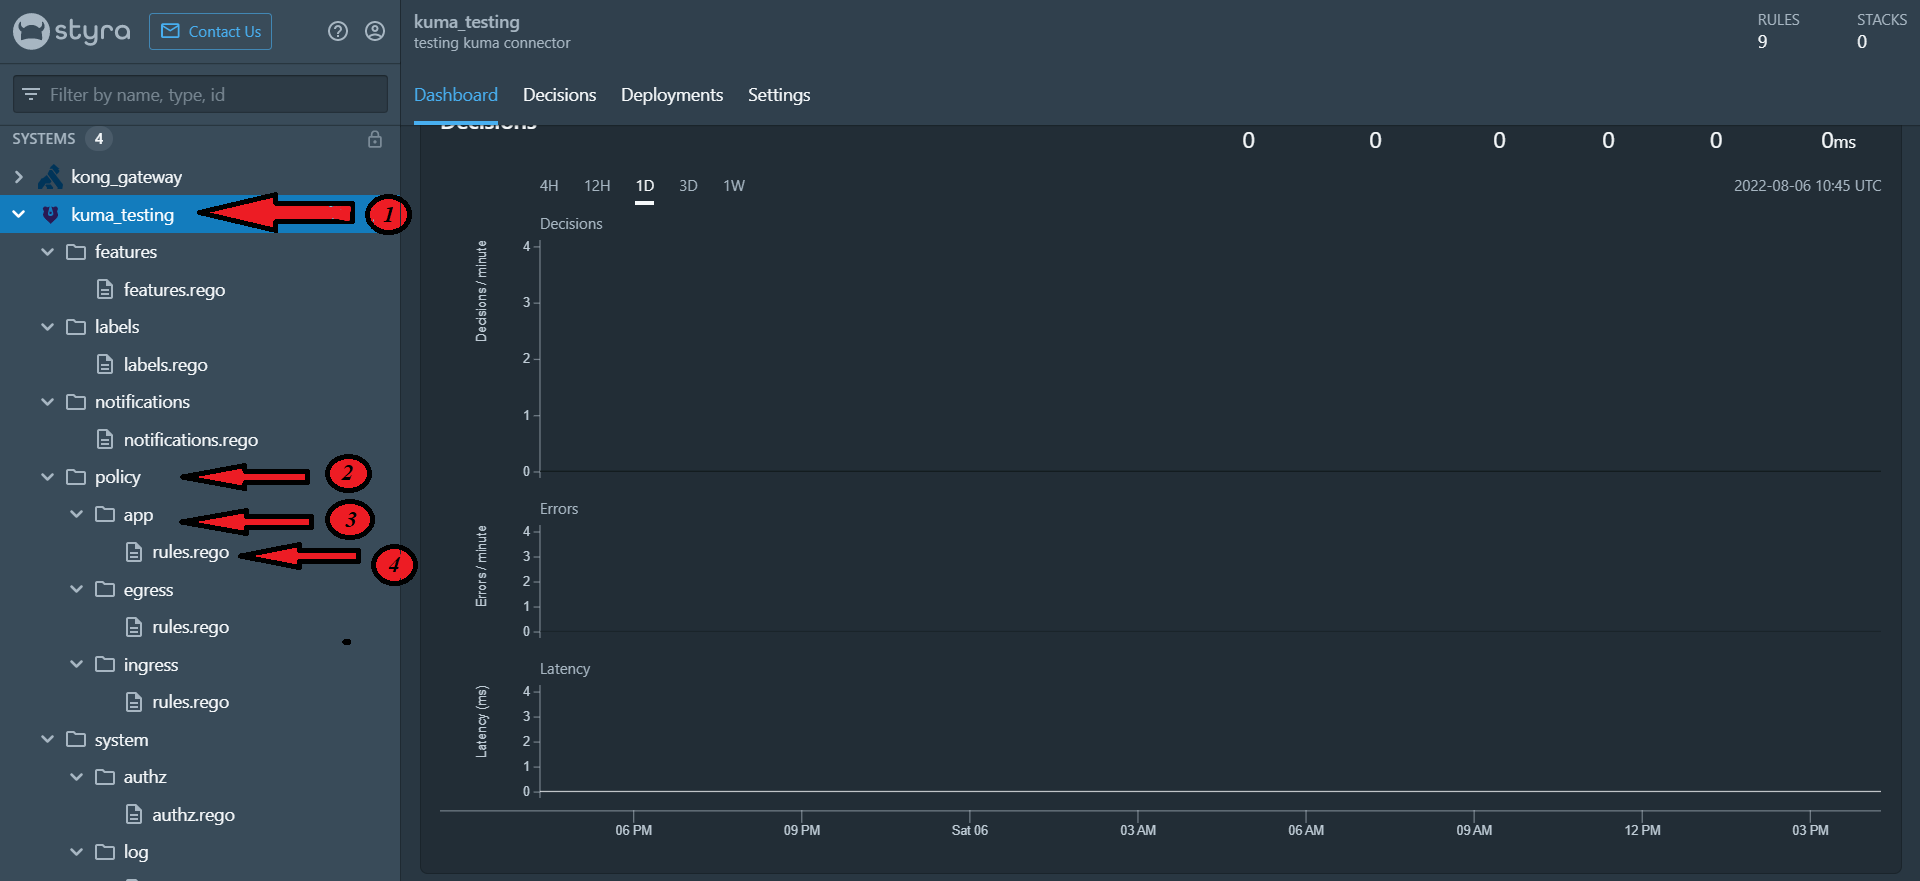 styra
Contact Us
Filter by name, type, id
SYSTEMS 4
kong_gateway
kuma_testing
1
features
features.rego
labels
labels.rego
notifications
notifications.rego
policy
2
app
3
rules.rego
4
egress
rules.rego
ingress
rules.rego
system
authz
authz.rego
log
kuma_testing
testing kuma connector
RULES
9
STACKS
0
Dashboard Decisions Deployments Settings
Decisions
0 0 0 0 0 0ms
4H 12H 1D 3D 1W
2022-08-06 10:45 UTC
Decisions
Decisions / minute
4
3
2
1
0
Errors
Errors / minute
4
3
2
1
0
Latency
Latency (ms)
4
3
2
1
0
06 PM 09 PM Sat 06 03 AM 06 AM 09 AM 12 PM 03 PM